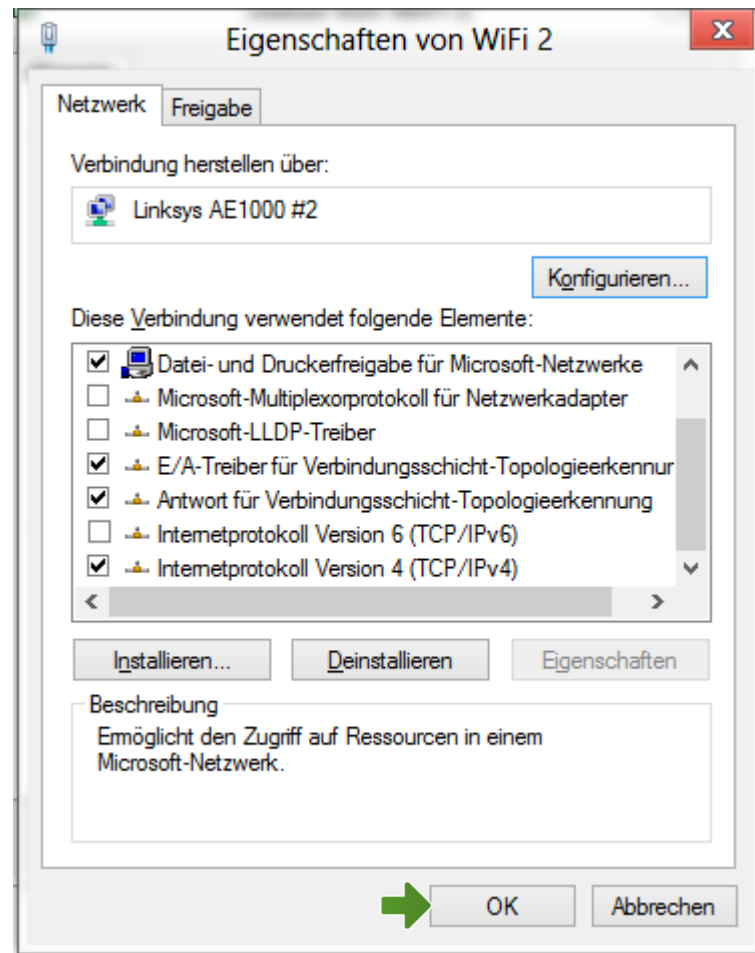 Eigenschaften von WiFi 2
Netzwerk
Freigabe
Verbindung herstellen über:
Linksys AE1000 #2
Konfigurieren...
Diese Verbindung verwendet folgende Elemente:
Datei- und Druckerfreigabe für Microsoft-Netzwerke
Microsoft-Multiplexorprotokoll für Netzwerkadapter
Microsoft-LLDP-Treiber
E/A-Treiber für Verbindungsschicht-Topologieerkennur
Antwort für Verbindungsschicht-Topologieerkennung
Internetprotokoll Version 6 (TCP/IPv6)
Internetprotokoll Version 4 (TCP/IPv4)
Installieren...
Deinstallieren
Eigenschaften
Beschreibung
Ermöglicht den Zugriff auf Ressourcen in einem
Microsoft-Netzwerk.
OK
Abbrechen